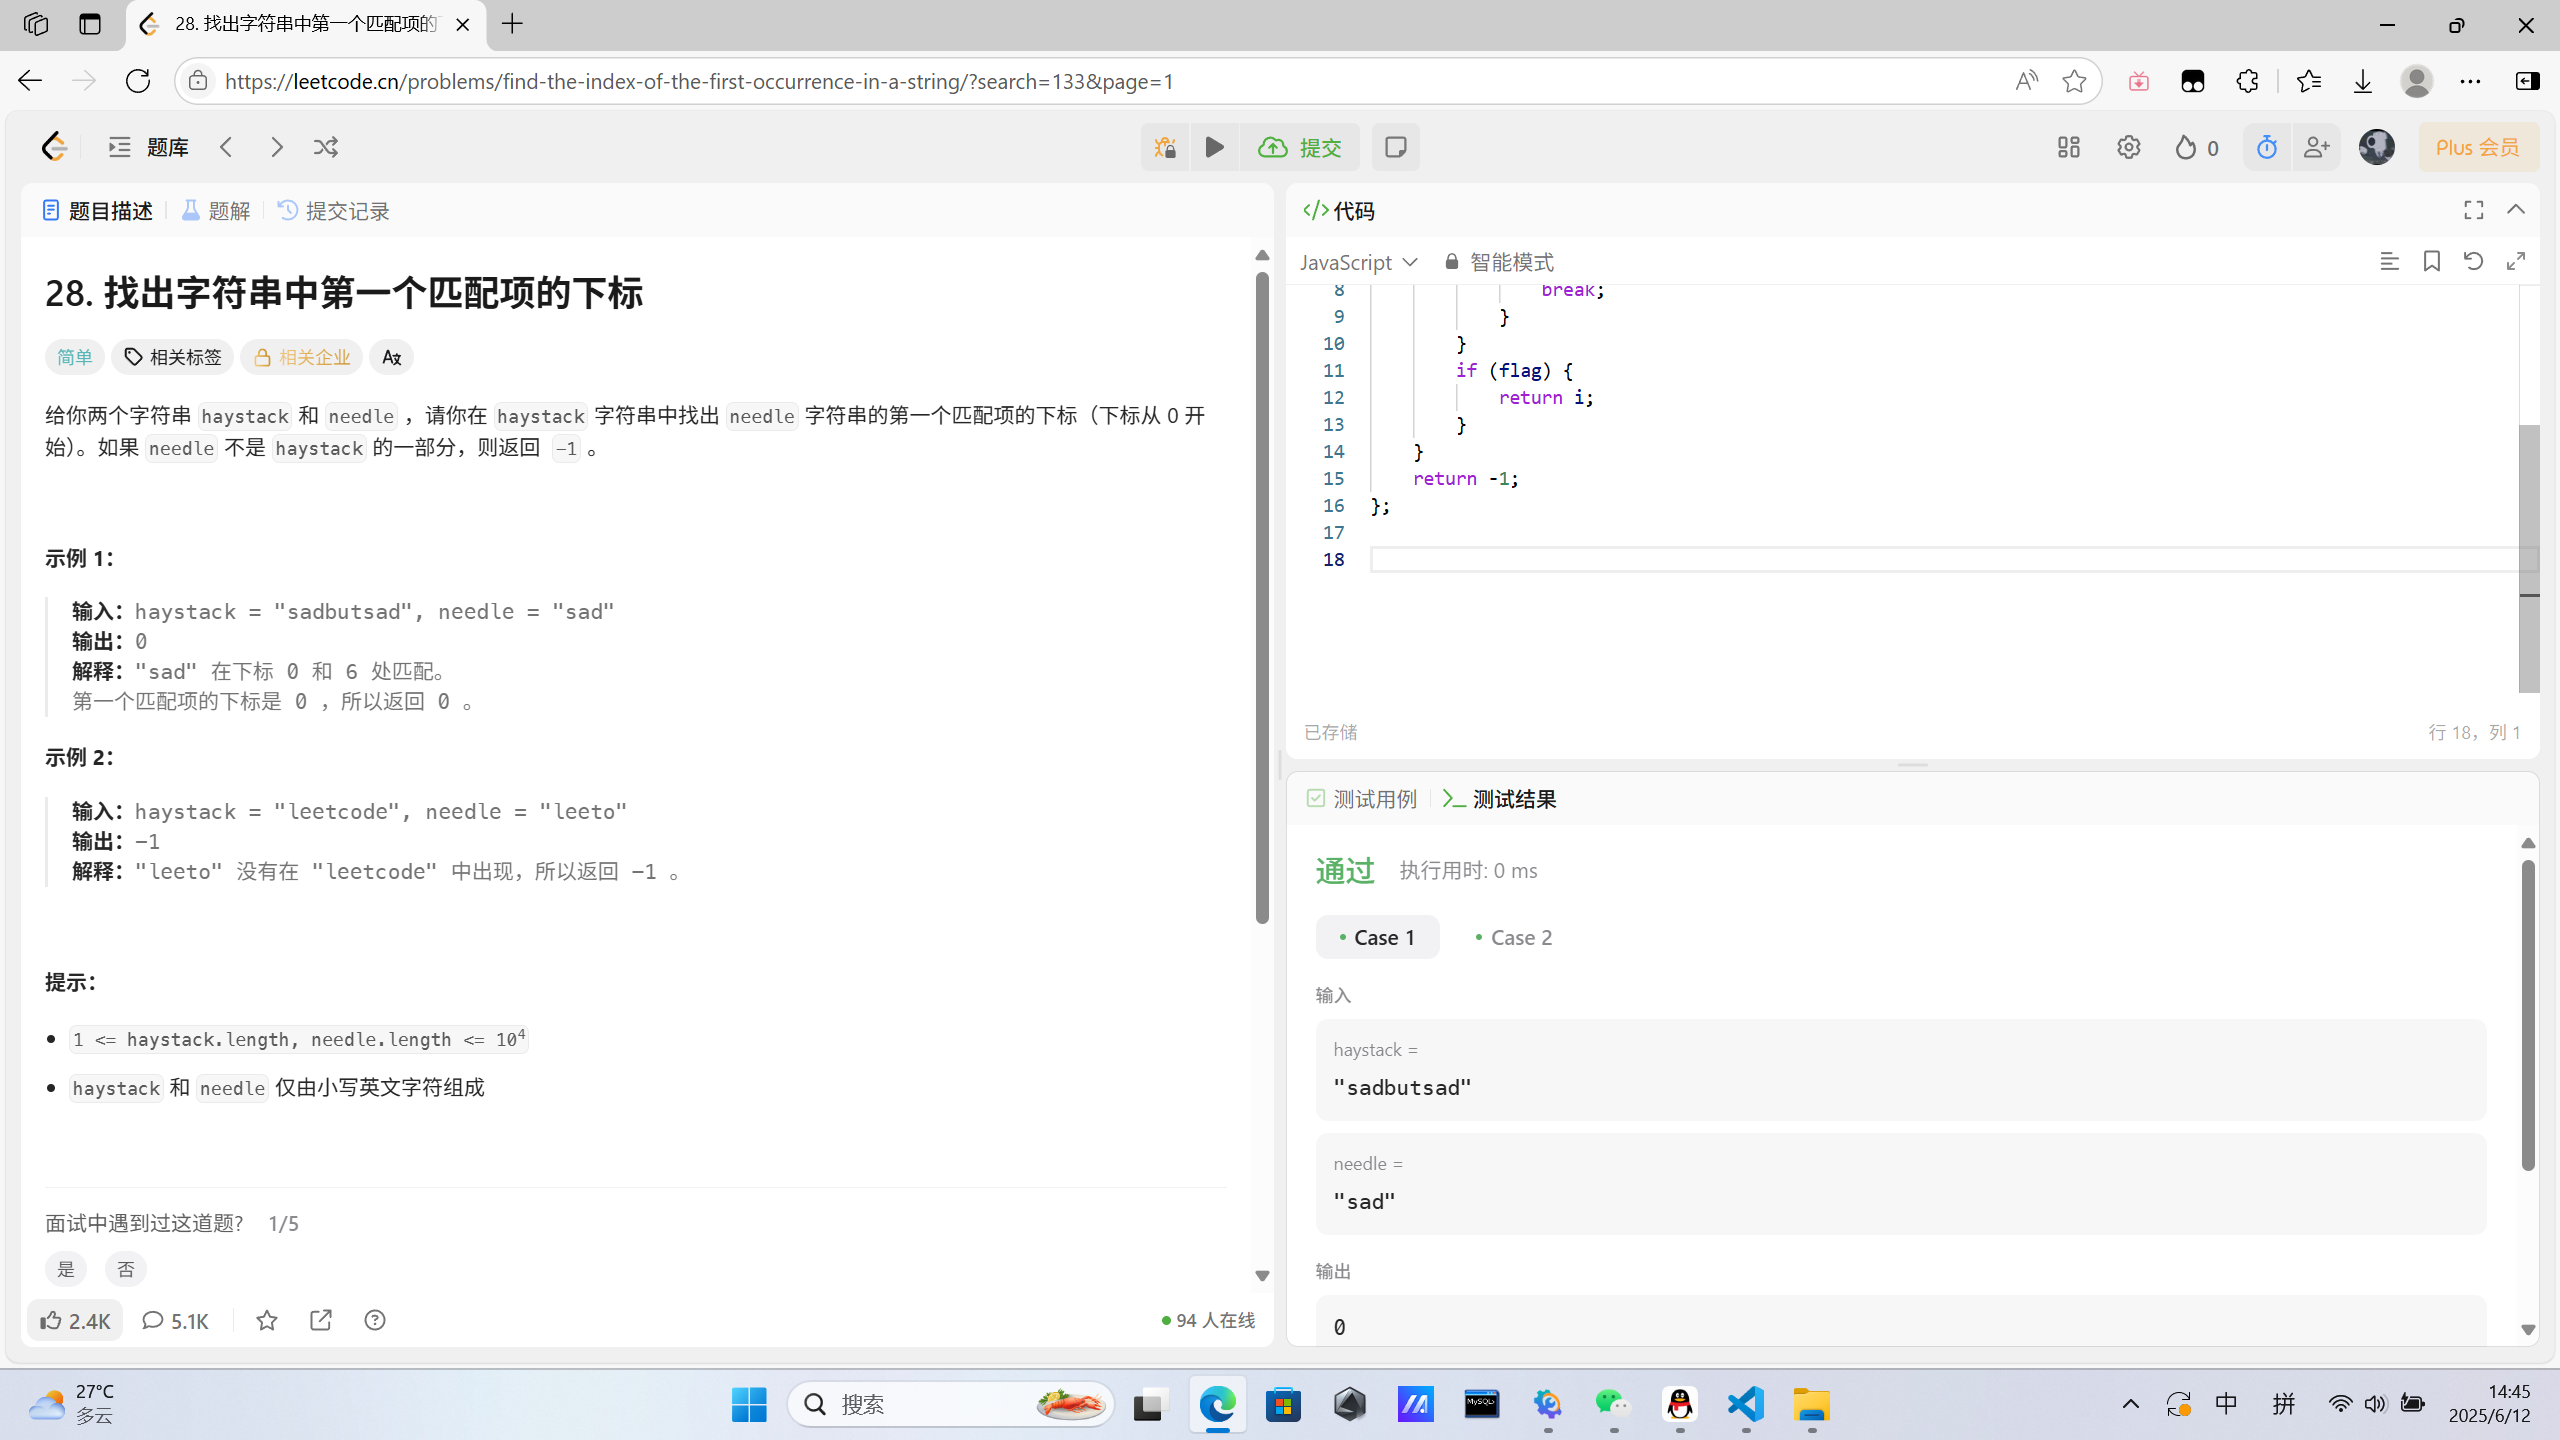 28. 找出字符串中第一个匹配项的
https://leetcode.cn/problems/find-the-index-of-the-first-occurrence-in-a-string/?search=133&page=1
题库
提交
0
Plus 会员
题目描述
题解
提交记录
28. 找出字符串中第一个匹配项的下标
简单
相关标签
相关企业
给你两个字符串 haystack 和 needle ，请你在 haystack 字符串中找出 needle 字符串的第一个匹配项的下标（下标从 0 开
始）。如果 needle 不是 haystack 的一部分，则返回 -1 。
示例 1：
输入：haystack = "sadbutsad", needle = "sad"
输出：0
解释："sad" 在下标 0 和 6 处匹配。
第一个匹配项的下标是 0 ，所以返回 0 。
示例 2：
输入：haystack = "leetcode", needle = "leeto"
输出：-1
解释："leeto" 没有在 "leetcode" 中出现，所以返回 -1 。
提示：
1 <= haystack.length, needle.length <= 10⁴
haystack 和 needle 仅由小写英文字符组成
面试中遇到过这道题? 1/5
是
否
2.4K
5.1K
94 人在线
代码
JavaScript
智能模式
8 break;
9 }
10 }
11 if (flag) {
12 return i;
13 }
14 }
15 return -1;
16 };
17
18
已存储
行 18，列 1
测试用例
测试结果
通过 执行用时: 0 ms
Case 1
Case 2
输入
haystack =
"sadbutsad"
needle =
"sad"
输出
0
27°C
多云
搜索
MySQL
中
拼
14:45
2025/6/12